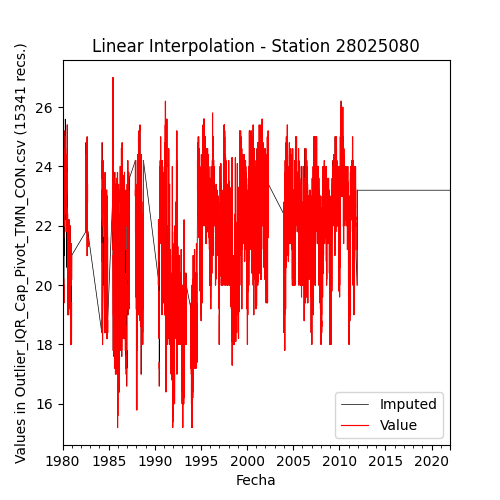 Linear Interpolation - Station 28025080
Values in Outlier_IQR_Cap_Pivot_TMN_CON.csv (15341 recs.)
26
24
22
20
18
16
1980 1985 1990 1995 2000 2005 2010 2015 2020
Fecha
Imputed
Value